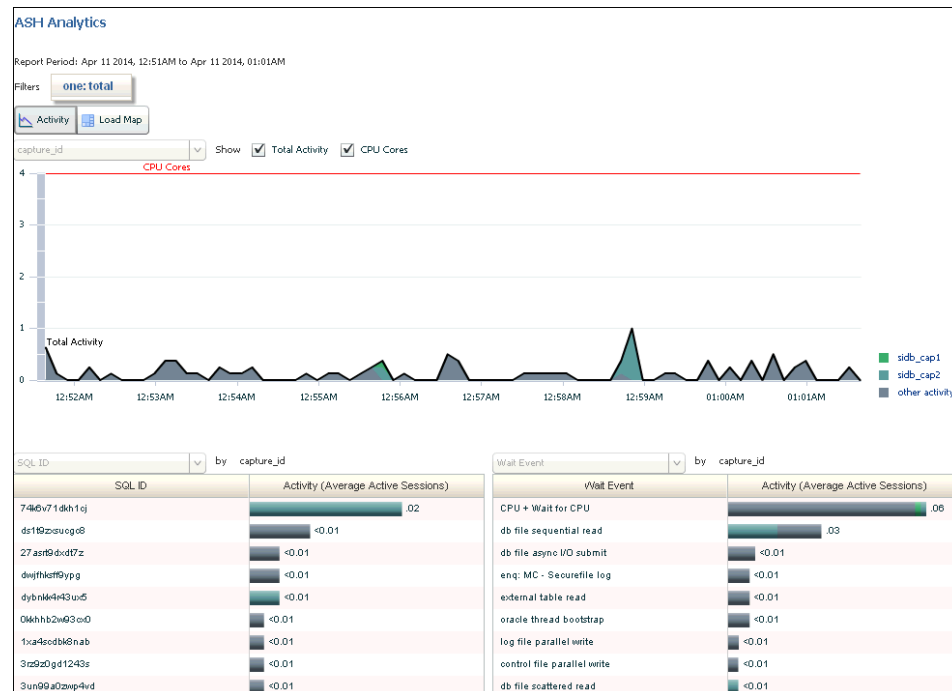 ASH Analytics
Report Period: Apr 11 2014, 12:51AM to Apr 11 2014, 01:01AM
Filters one: total
Activity Load Map
capture_id Show Total Activity CPU Cores
CPU Cores
4
3
2
1
Total Activity
0
12:52AM 12:53AM 12:54AM 12:55AM 12:56AM 12:57AM 12:58AM 12:59AM 01:00AM 01:01AM
sidb_cap1
sidb_cap2
other activity
SQL ID by capture_id
SQL ID Activity (Average Active Sessions)
74k6v71dkh1cj .02
ds1t9zxsucgc8 <0.01
27asrt9dxdt7z <0.01
dwjfhksff9ypg <0.01
dybnkk4r43ux5 <0.01
0kkhhb2w93cx0 <0.01
1xa4scdbk8nab <0.01
3rz9z0gd1243s <0.01
3un99a0zwp4vd <0.01
Wait Event by capture_id
Wait Event Activity (Average Active Sessions)
CPU + Wait for CPU .06
db file sequential read .03
db file async I/O submit <0.01
enq: MC - Securefile log <0.01
external table read <0.01
oracle thread bootstrap <0.01
log file parallel write <0.01
control file parallel write <0.01
db file scattered read <0.01